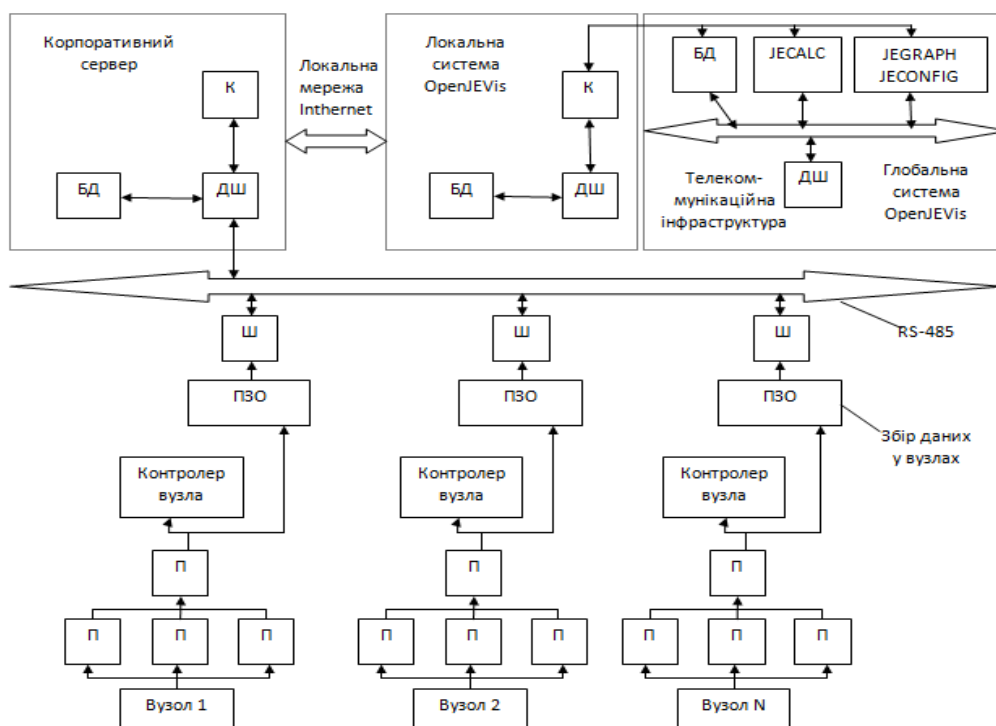 Корпоративний
сервер
К
БД
ДШ
Локальна
мережа
Inthernet
Локальна
система
OpenJEVis
К
БД
ДШ
БД
JECALC
JEGRAPH
JECONFIG
Телеком-
мунікаційна
інфраструктура
ДШ
Глобальна
система
OpenJEVis
RS-485
Ш
Ш
Ш
ПЗО
ПЗО
ПЗО
Збір даних
у вузлах
Контролер
вузла
Контролер
вузла
Контролер
вузла
П
П
П
П
П
П
П
П
П
П
П
П
Вузол 1
Вузол 2
Вузол N